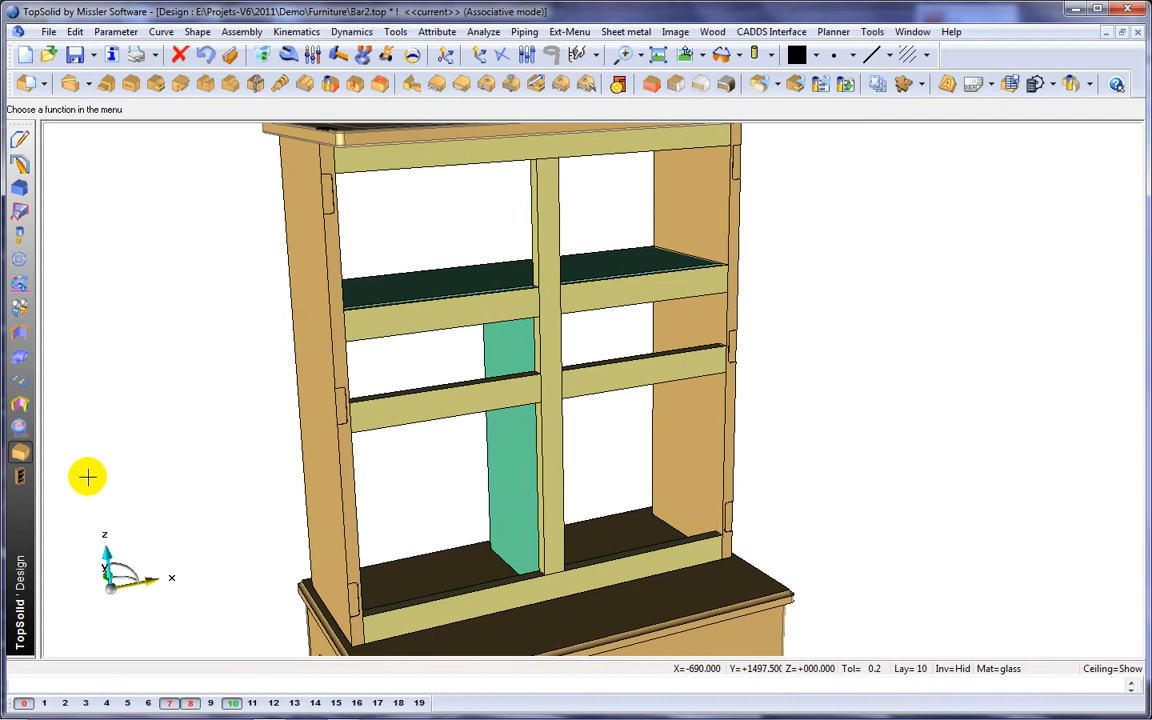 TopSolid by Missler Software - [Design : E:\Projets-V6\2011\Demo\Furniture\Bar2.top * ! <<current>> (Associative mode)]
File Edit Parameter Curve Shape Assembly Kinematics Dynamics Tools Attribute Analyze Piping Ext-Menu Sheet metal Image Wood CADDS Interface Planner Tools Window Help
Choose a function in the menu
z
y
x
TopSolid'Design
X=-690.000 Y=+1497.500 Z=+000.000 Tol= 0.2 Lay= 10 Inv=Hid Mat=glass Ceiling=Show
0 1 2 3 4 5 6 7 8 9 10 11 12 13 14 15 16 17 18 19